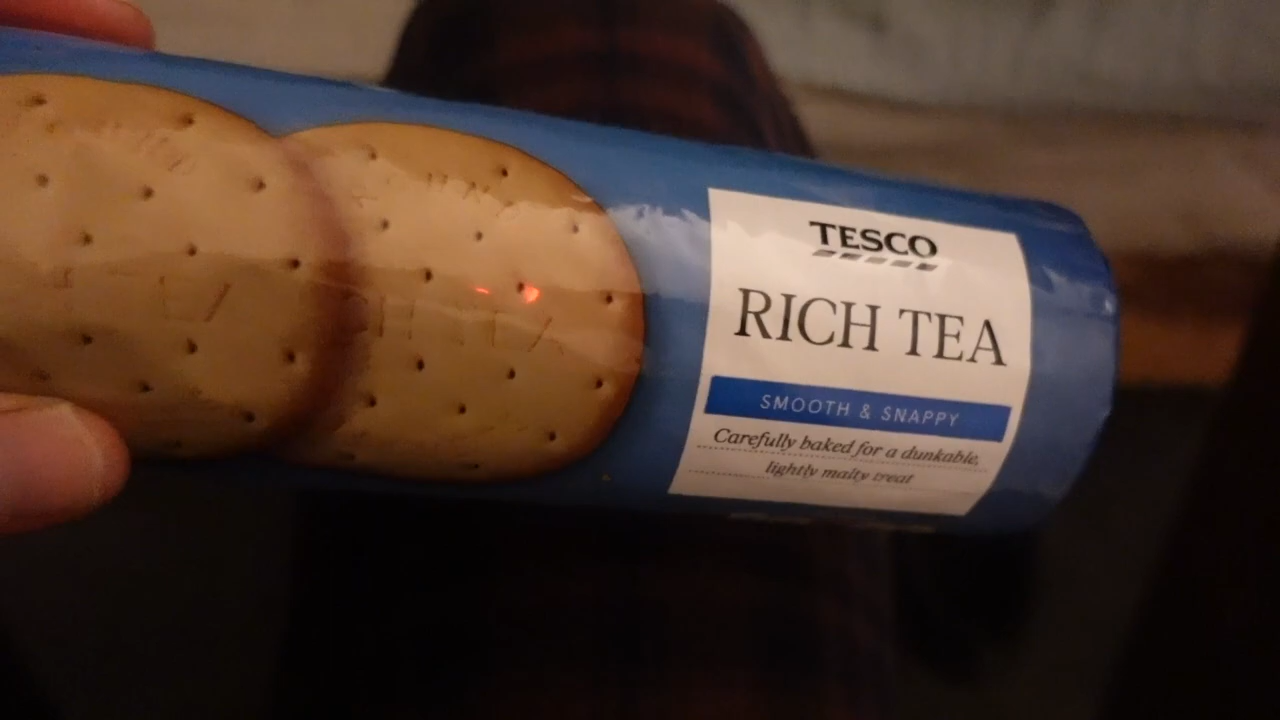 TESCO
RICH TEA
SMOOTH & SNAPPY
Carefully baked for a dunkable,
lightly malty treat